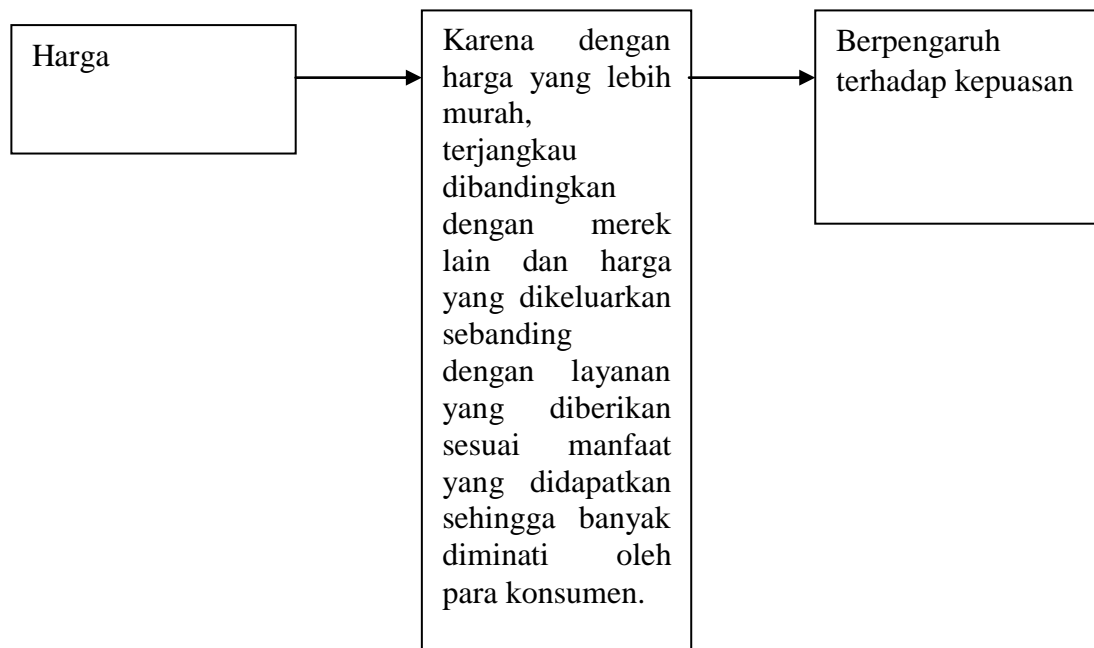 Harga
Karena dengan
harga yang lebih
murah,
terjangkau
dibandingkan
dengan merek
lain dan harga
yang dikeluarkan
sebanding
dengan layanan
yang diberikan
sesuai manfaat
yang didapatkan
sehingga banyak
diminati oleh
para konsumen.
Berpengaruh
terhadap kepuasan